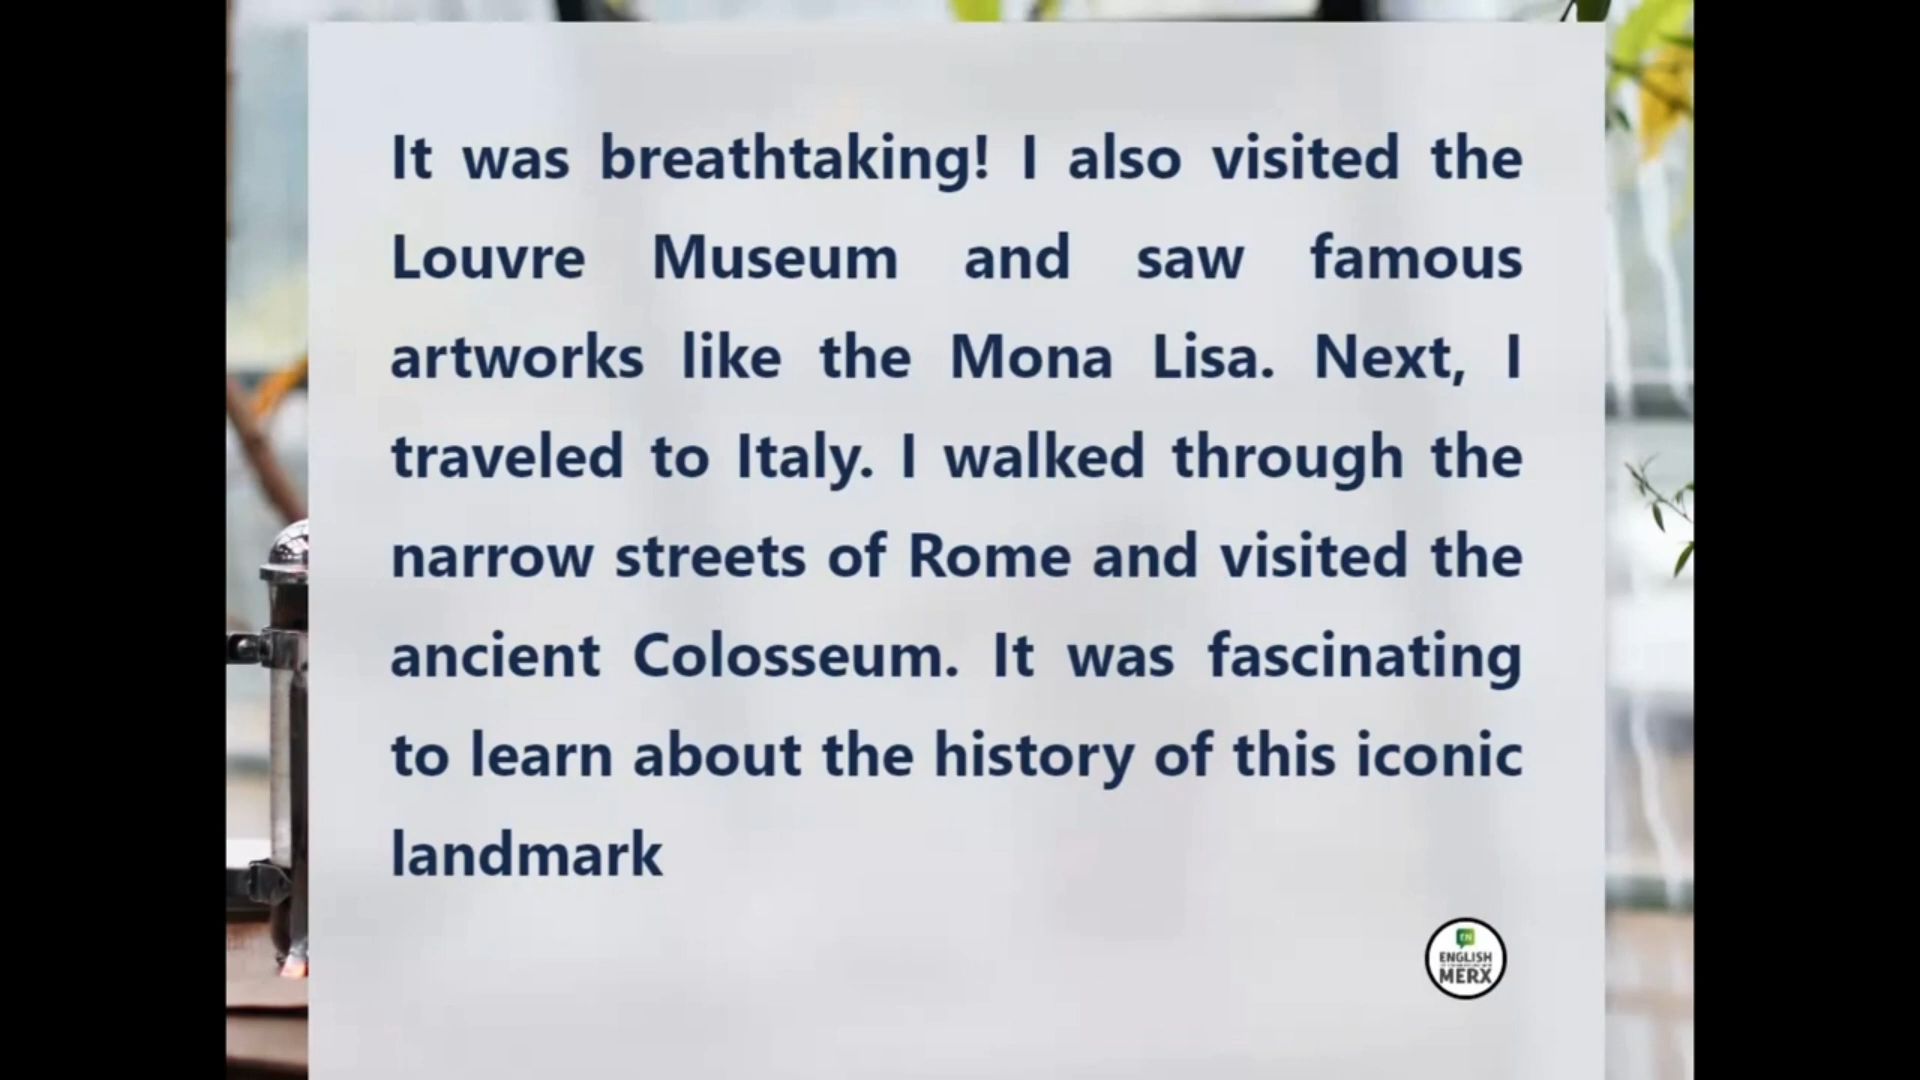 It was breathtaking! I also visited the
Louvre Museum and saw famous
artworks like the Mona Lisa. Next, I
traveled to Italy. I walked through the
narrow streets of Rome and visited the
ancient Colosseum. It was fascinating
to learn about the history of this iconic
landmark
EN
ENGLISH
MERX